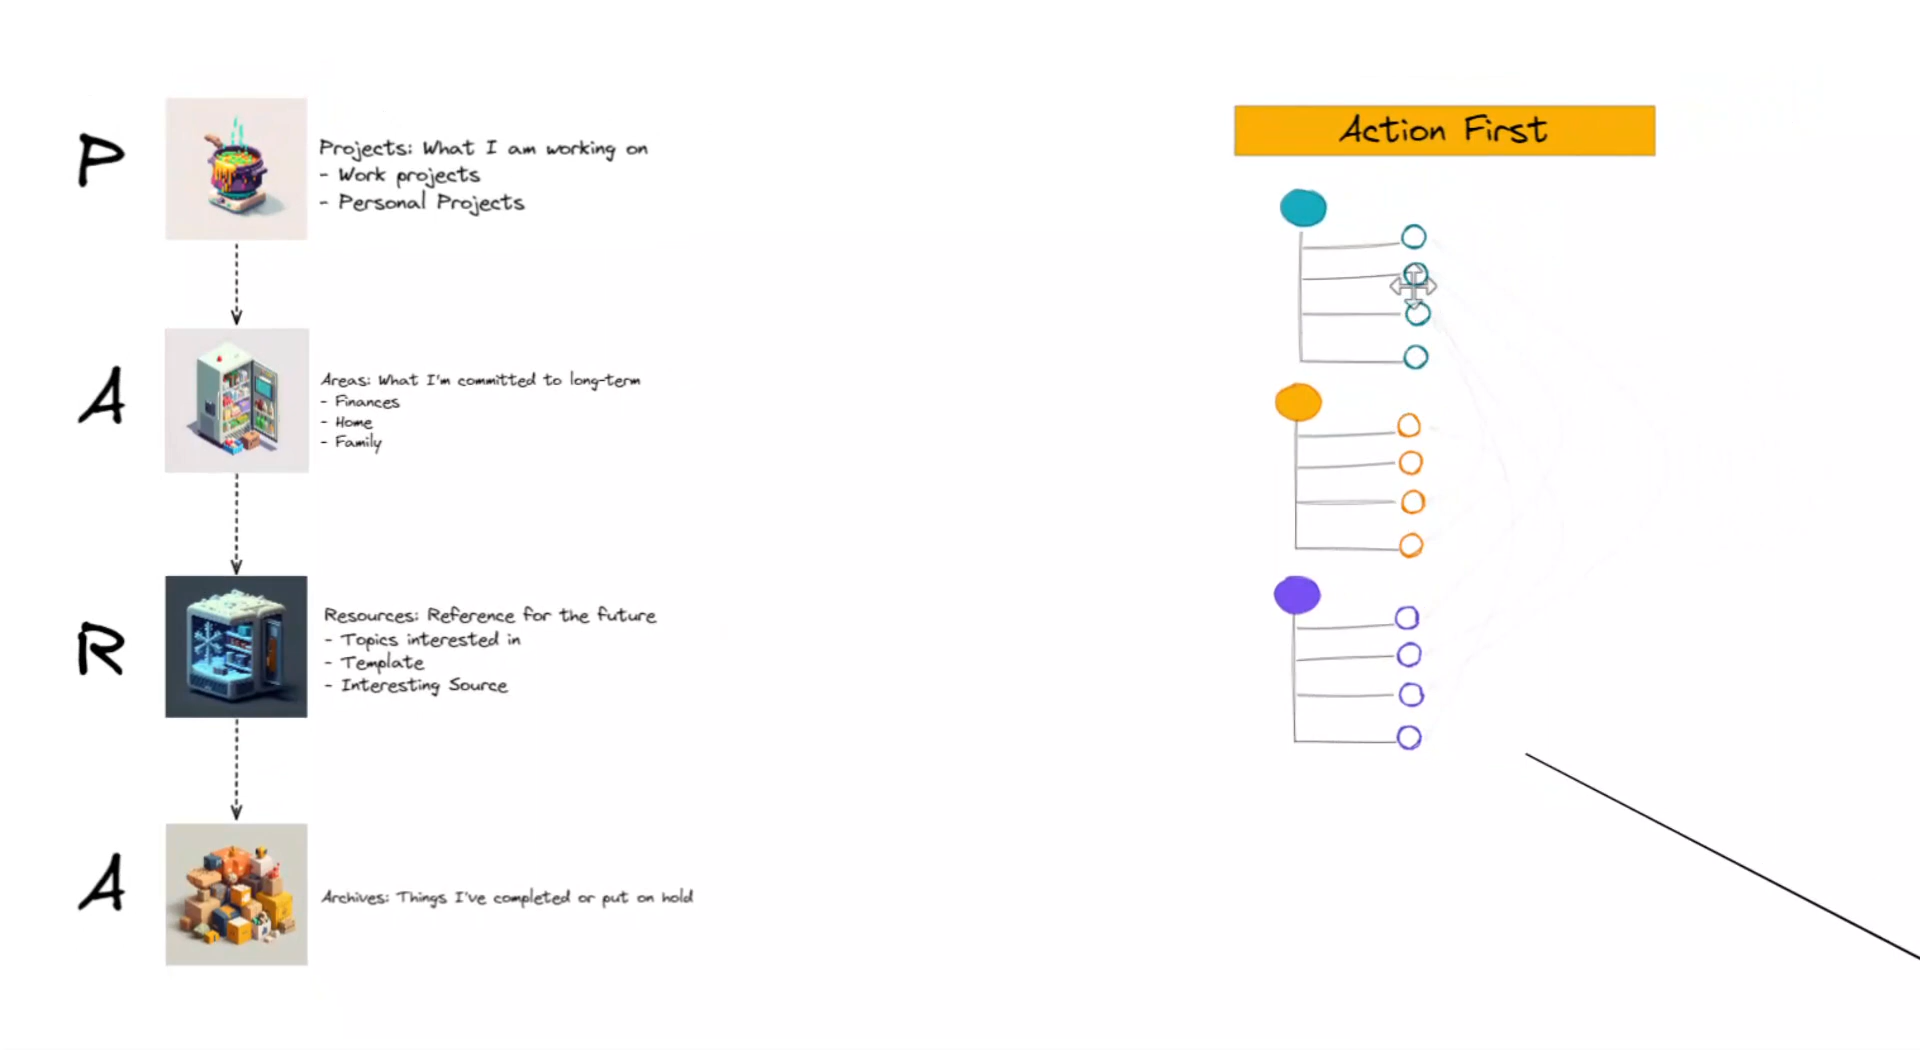 P
Projects: What I am working on
- Work projects
- Personal Projects
A
Areas: What I'm committed to long-term
- Finances
- Home
- Family
R
Resources: Reference for the future
- Topics interested in
- Template
- Interesting Source
A
Archives: Things I've completed or put on hold
Action First